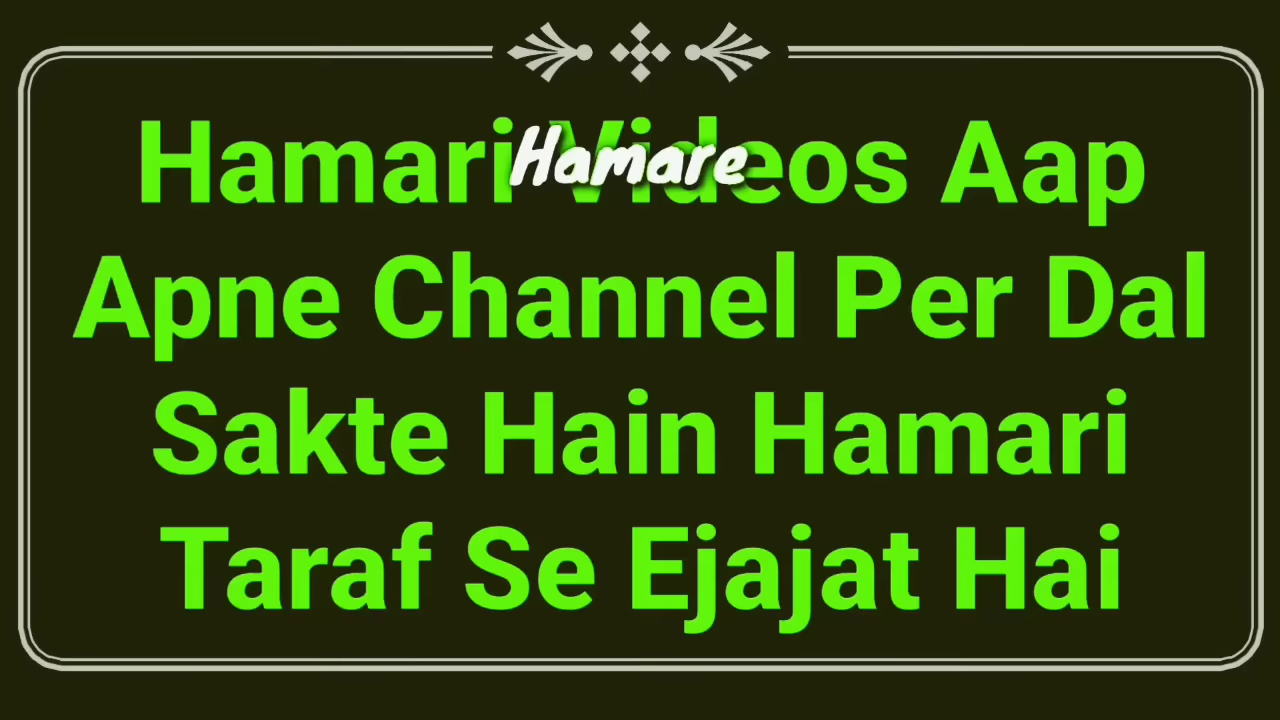 Hamari Videos Aap
Hamare
Apne Channel Per Dal
Sakte Hain Hamari
Taraf Se Ejajat Hai